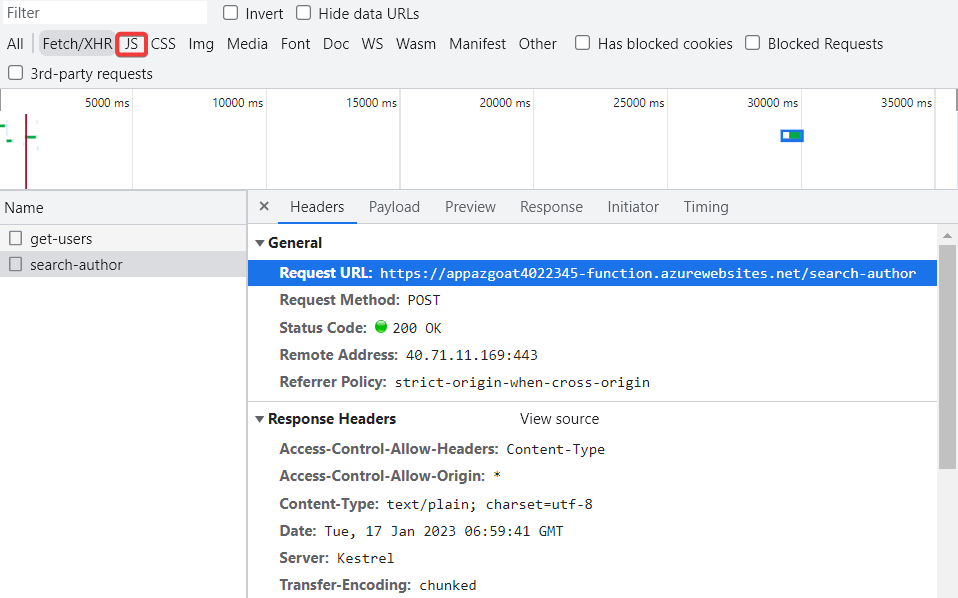 Filter Invert Hide data URLs
All Fetch/XHR JS CSS Img Media Font Doc WS Wasm Manifest Other Has blocked cookies Blocked Requests
3rd-party requests
5000 ms 10000 ms 15000 ms 20000 ms 25000 ms 30000 ms 35000 ms
Name
get-users
search-author
× Headers Payload Preview Response Initiator Timing
General
Request URL: https://appazgoat4022345-function.azurewebsites.net/search-author
Request Method: POST
Status Code: 200 OK
Remote Address: 40.71.11.169:443
Referrer Policy: strict-origin-when-cross-origin
Response Headers View source
Access-Control-Allow-Headers: Content-Type
Access-Control-Allow-Origin: *
Content-Type: text/plain; charset=utf-8
Date: Tue, 17 Jan 2023 06:59:41 GMT
Server: Kestrel
Transfer-Encoding: chunked